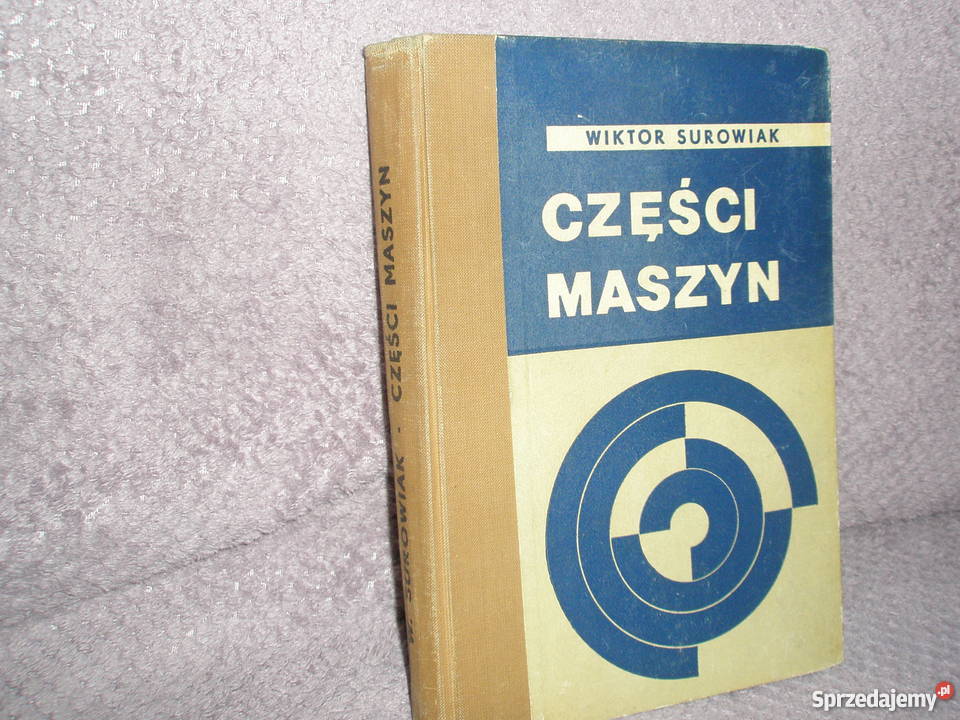 WIKTOR SUROWIAK
CZĘŚCI
MASZYN
W. SUROWIAK - CZĘŚCI MASZYN
Sprzedajemy.pl